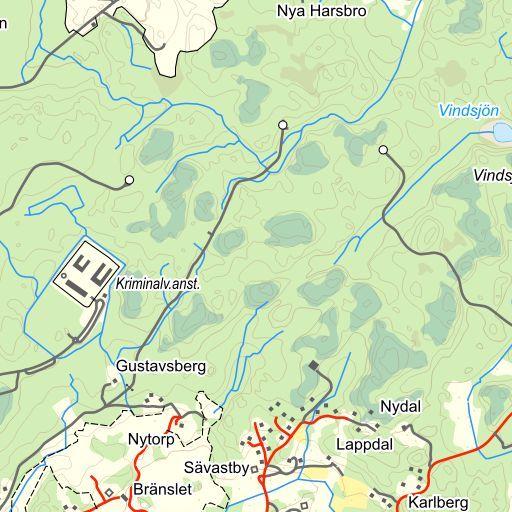 Nya Harsbro
n
Vindsjön
Vindsj
Kriminalv.anst.
Gustavsberg
Nydal
Nytorp
Lappdal
Sävastby
Bränslet
Karlberg